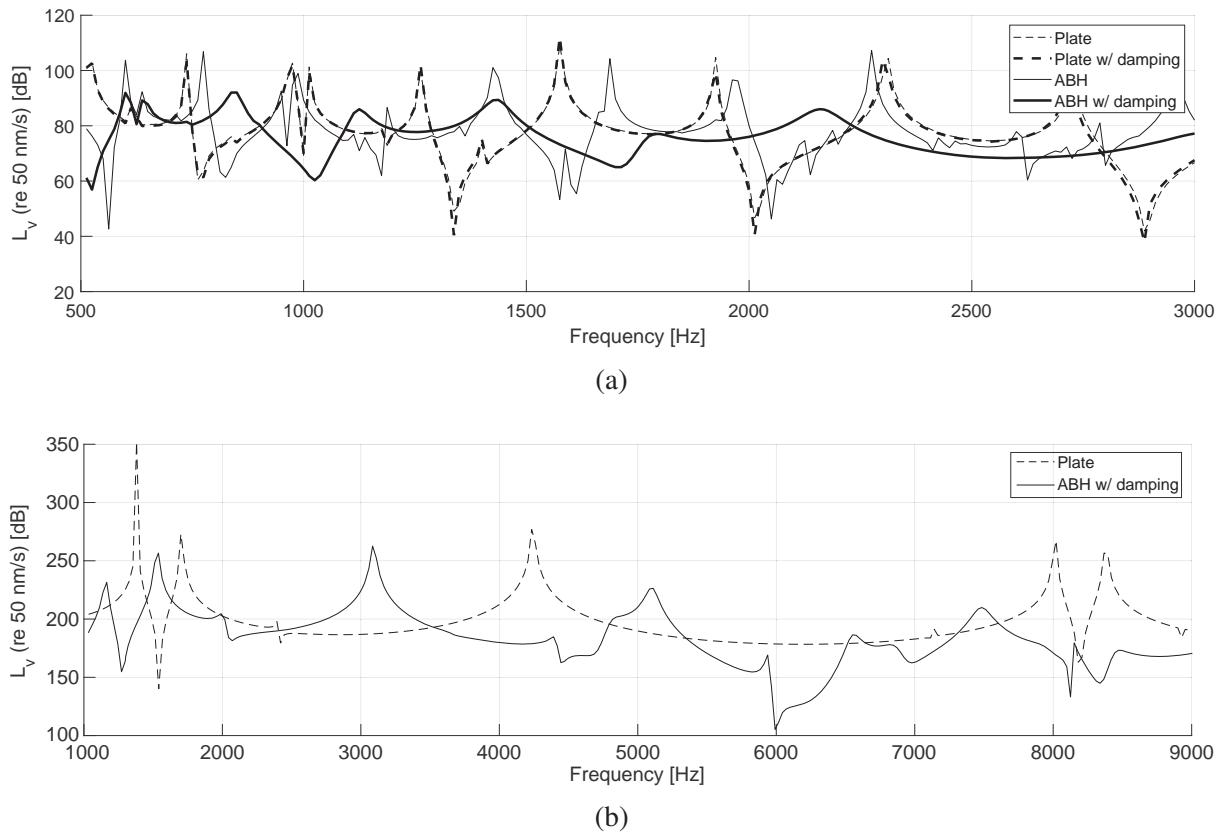 120
100
80
60
40
20
L_v (re 50 nm/s) [dB]
Plate
Plate w/ damping
ABH
ABH w/ damping
500 1000 1500 2000 2500 3000
Frequency [Hz]
(a)
350
300
250
200
150
100
L_v (re 50 nm/s) [dB]
Plate
ABH w/ damping
1000 2000 3000 4000 5000 6000 7000 8000 9000
Frequency [Hz]
(b)